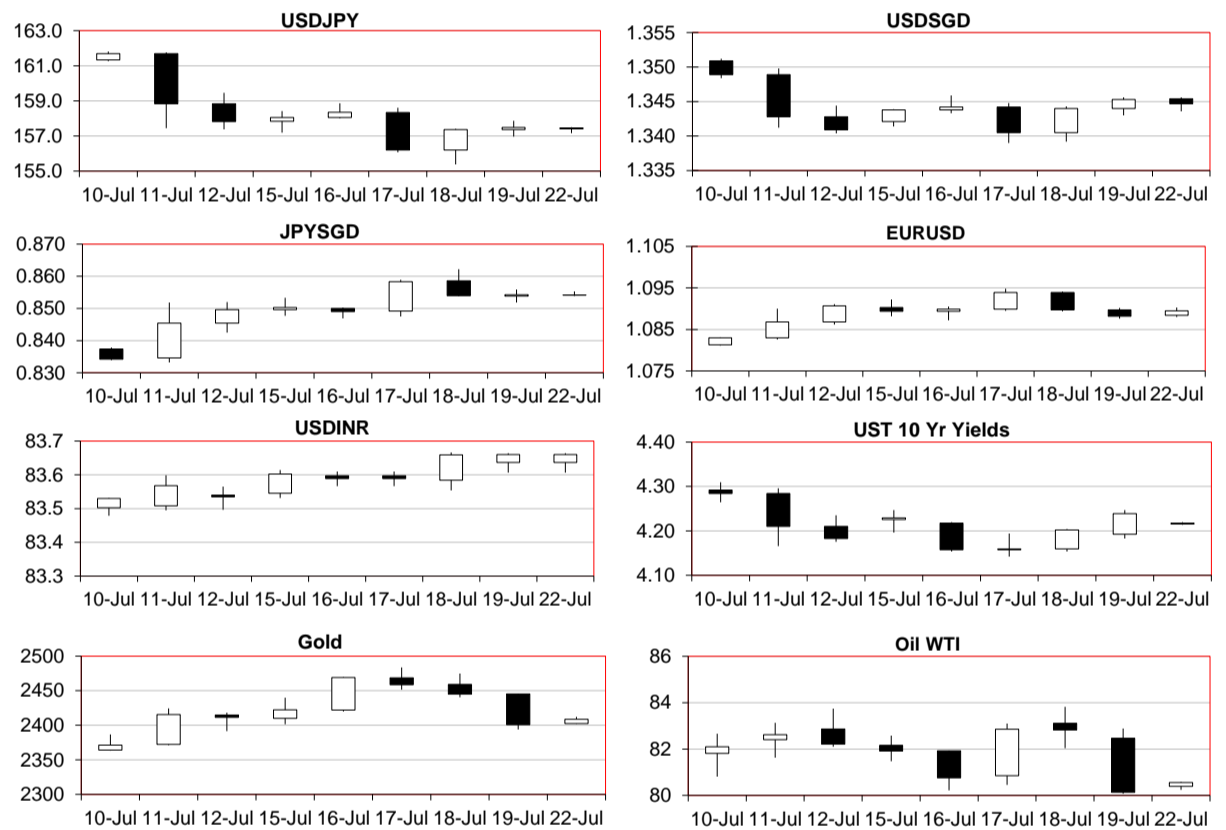 USDJPY
163.0
161.0
159.0
157.0
155.0
10-Jul 11-Jul 12-Jul 15-Jul 16-Jul 17-Jul 18-Jul 19-Jul 22-Jul
USDSGD
1.355
1.350
1.345
1.340
1.335
10-Jul 11-Jul 12-Jul 15-Jul 16-Jul 17-Jul 18-Jul 19-Jul 22-Jul
JPYSGD
0.870
0.860
0.850
0.840
0.830
10-Jul 11-Jul 12-Jul 15-Jul 16-Jul 17-Jul 18-Jul 19-Jul 22-Jul
EURUSD
1.105
1.095
1.085
1.075
10-Jul 11-Jul 12-Jul 15-Jul 16-Jul 17-Jul 18-Jul 19-Jul 22-Jul
USDINR
83.7
83.6
83.5
83.4
83.3
10-Jul 11-Jul 12-Jul 15-Jul 16-Jul 17-Jul 18-Jul 19-Jul 22-Jul
UST 10 Yr Yields
4.40
4.30
4.20
4.10
10-Jul 11-Jul 12-Jul 15-Jul 16-Jul 17-Jul 18-Jul 19-Jul 22-Jul
Gold
2500
2450
2400
2350
2300
10-Jul 11-Jul 12-Jul 15-Jul 16-Jul 17-Jul 18-Jul 19-Jul 22-Jul
Oil WTI
86
84
82
80
10-Jul 11-Jul 12-Jul 15-Jul 16-Jul 17-Jul 18-Jul 19-Jul 22-Jul